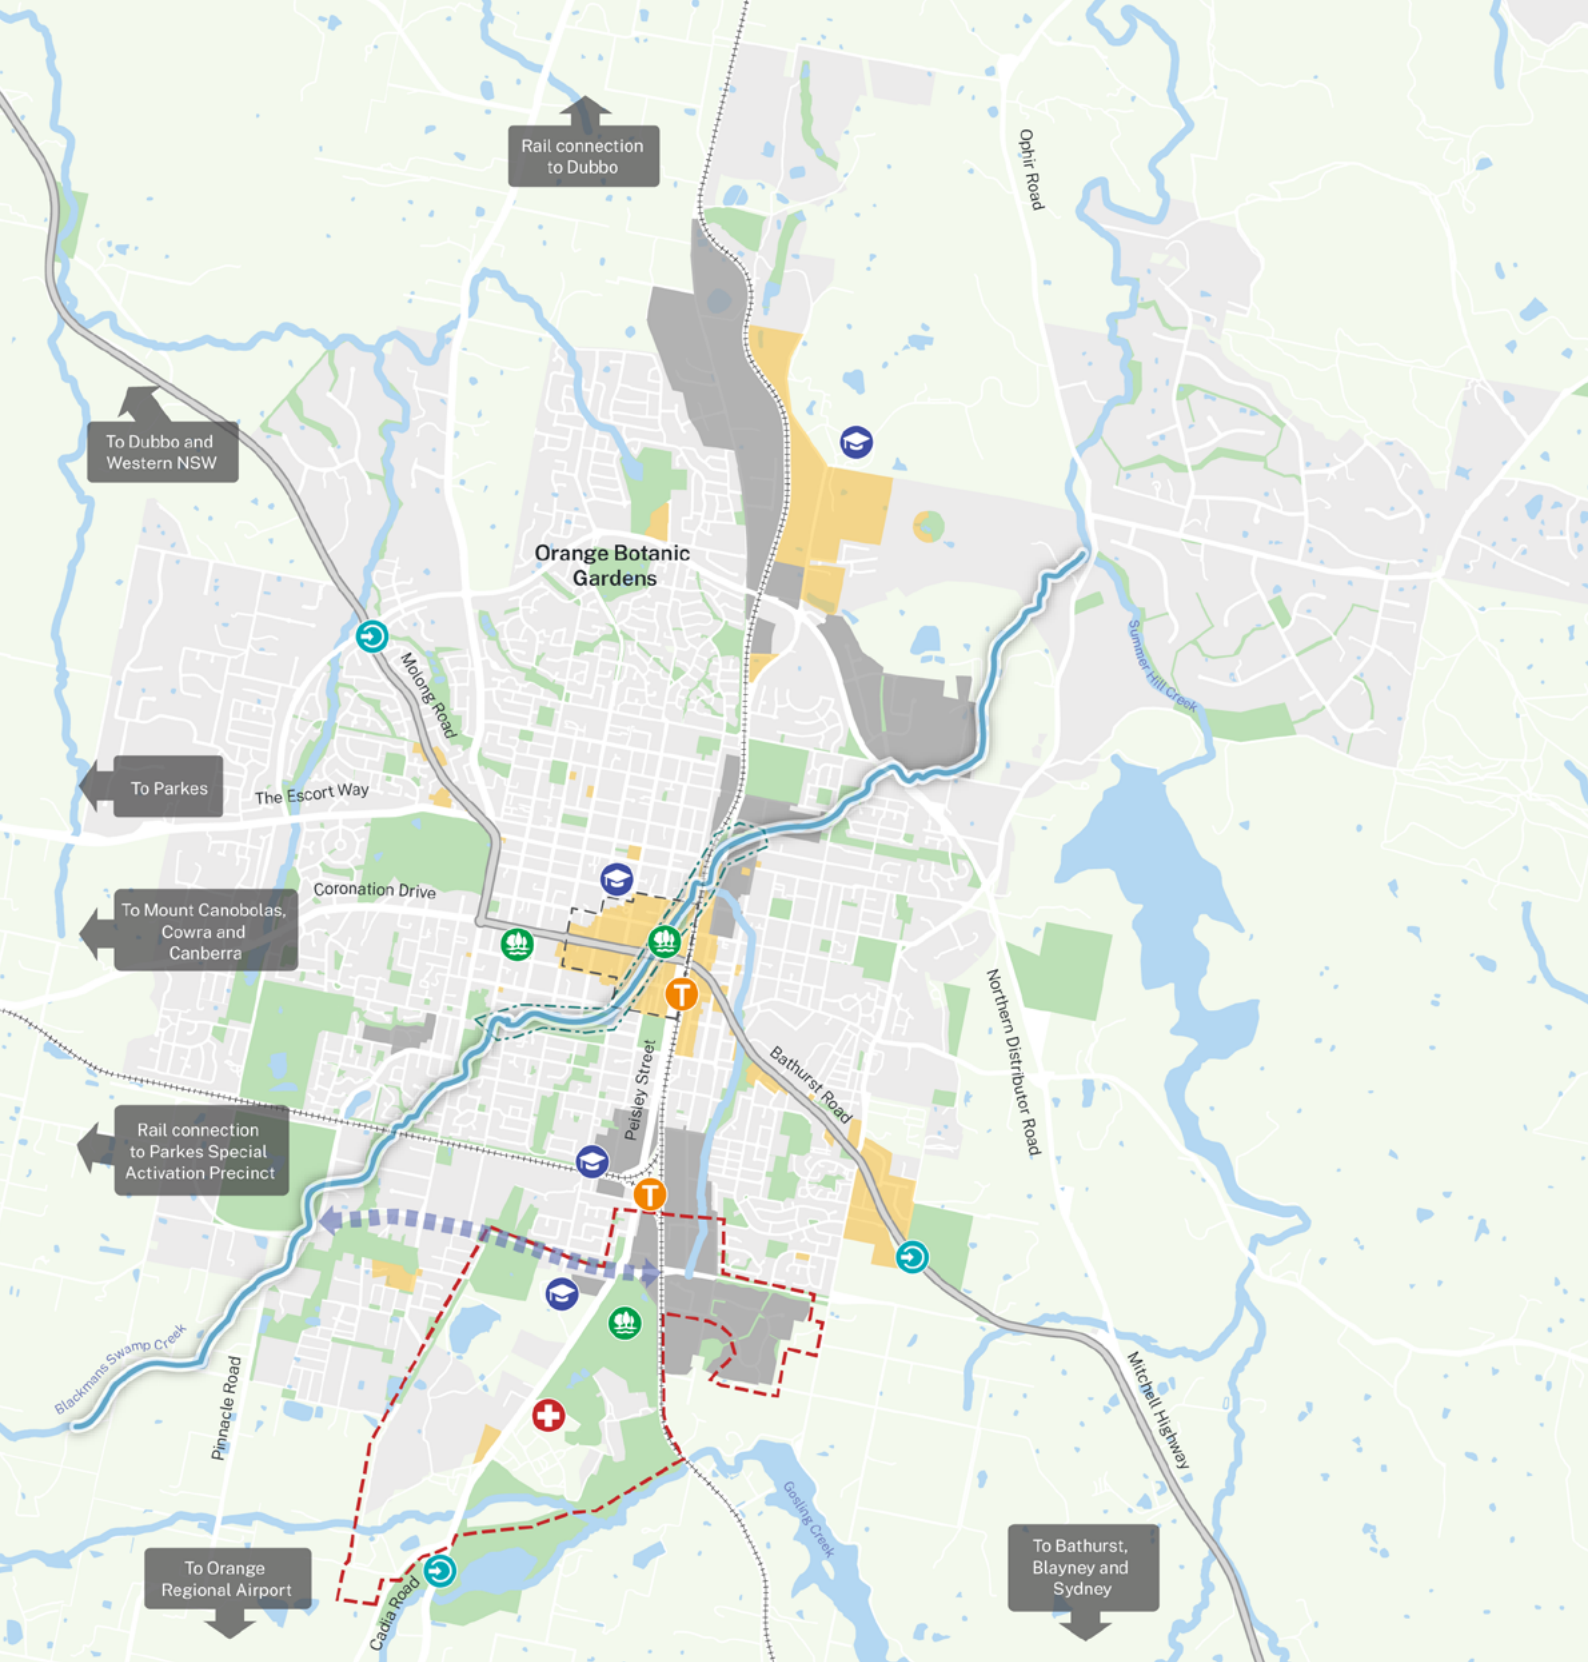 Rail connection
to Dubbo
Ophir Road
To Dubbo and
Western NSW
Orange Botanic
Gardens
Summer Hill Creek
Molong Road
To Parkes
The Escort Way
Coronation Drive
To Mount Canobolas,
Cowra and
Canberra
T
Northern Distributor Road
Peisley Street
Bathurst Road
Rail connection
to Parkes Special
Activation Precinct
T
Blackmans Swamp Creek
Pinnacle Road
Mitchell Highway
Gosling Creek
To Orange
Regional Airport
Cadia Road
To Bathurst,
Blayney and
Sydney